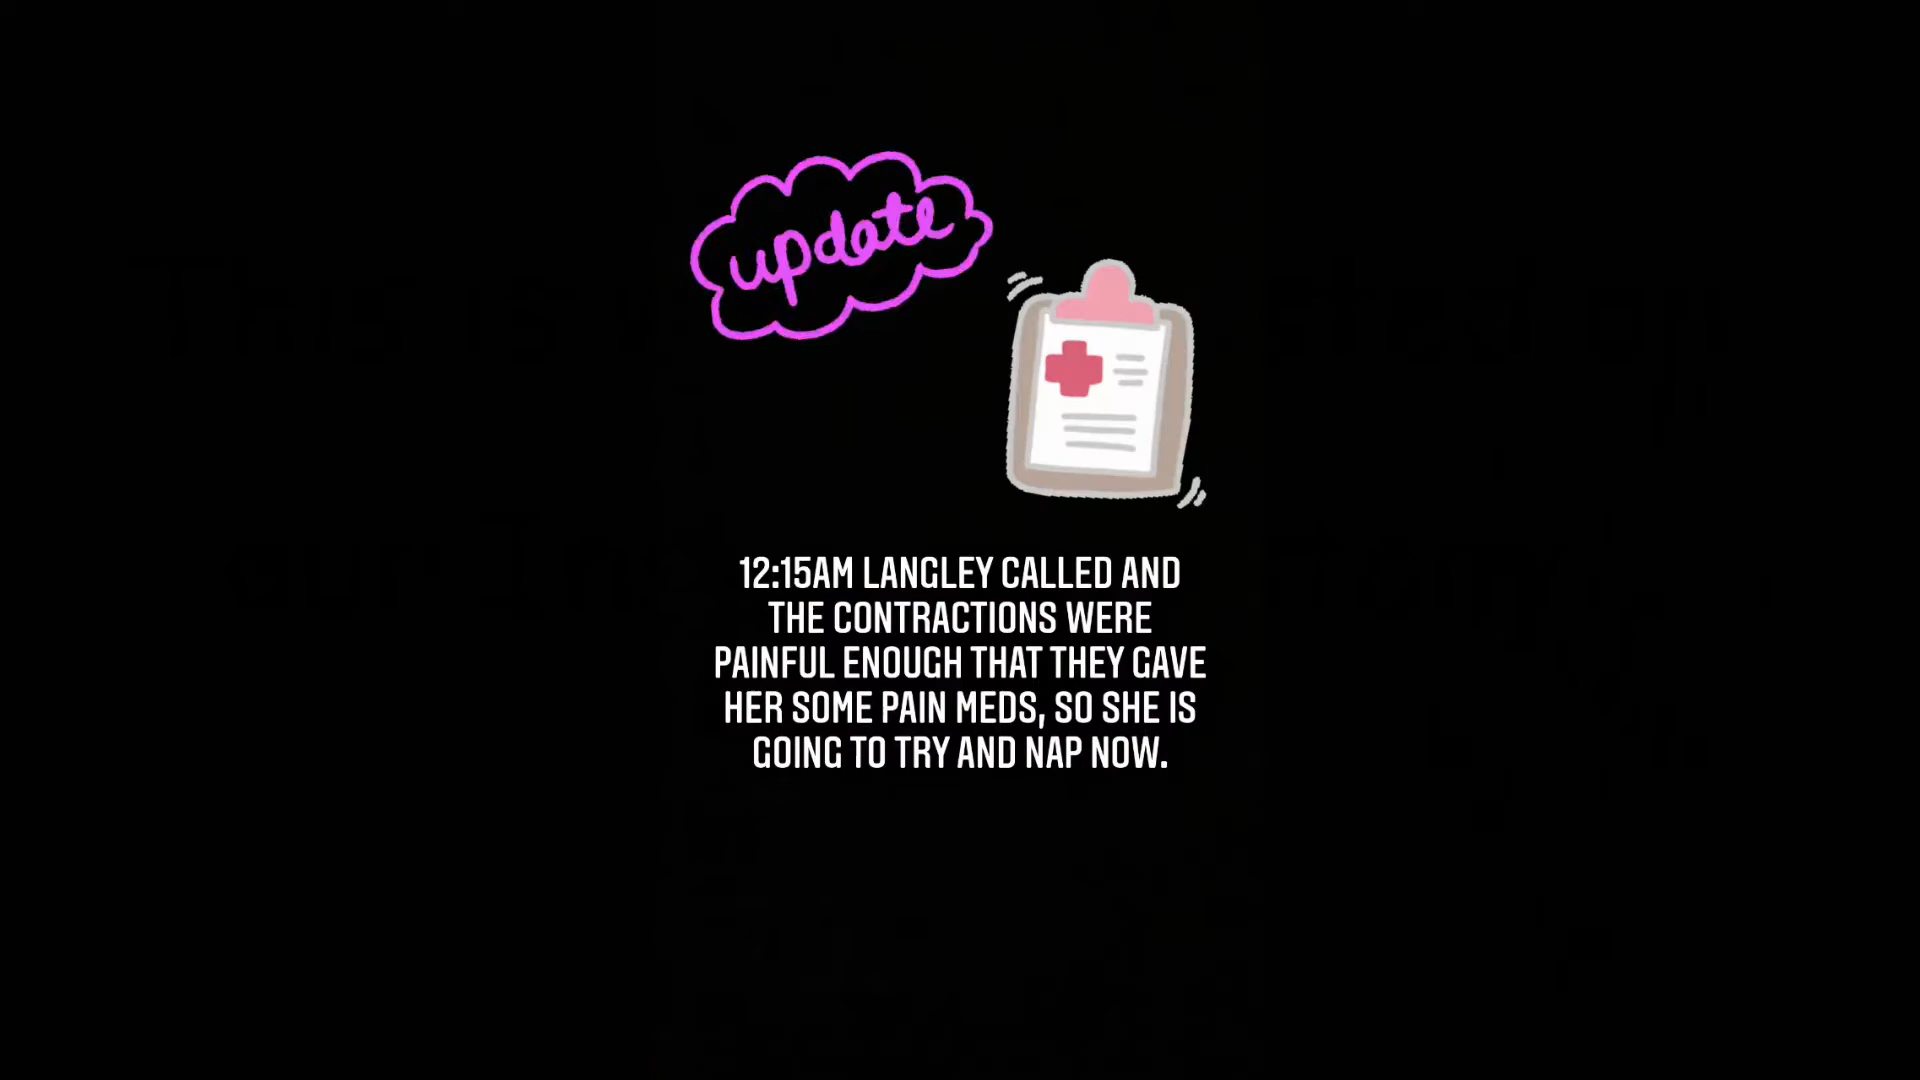 update
12:15AM LANGLEY CALLED AND
THE CONTRACTIONS WERE
PAINFUL ENOUGH THAT THEY GAVE
HER SOME PAIN MEDS, SO SHE IS
GOING TO TRY AND NAP NOW.